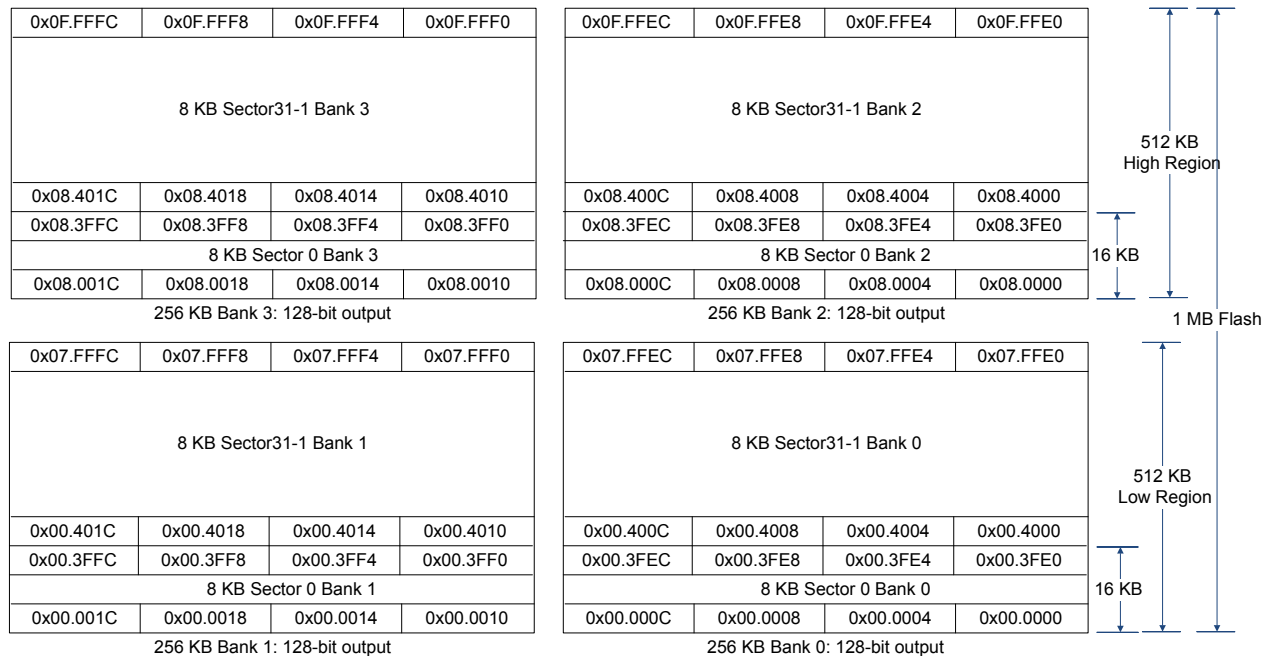 0x0F.FFFC 0x0F.FFF8 0x0F.FFF4 0x0F.FFF0 0x0F.FFEC 0x0F.FFE8 0x0F.FFE4 0x0F.FFE0
8 KB Sector31-1 Bank 3 8 KB Sector31-1 Bank 2
512 KB
High Region
0x08.401C 0x08.4018 0x08.4014 0x08.4010 0x08.400C 0x08.4008 0x08.4004 0x08.4000
0x08.3FFC 0x08.3FF8 0x08.3FF4 0x08.3FF0 0x08.3FEC 0x08.3FE8 0x08.3FE4 0x08.3FE0
8 KB Sector 0 Bank 3 8 KB Sector 0 Bank 2 16 KB
0x08.001C 0x08.0018 0x08.0014 0x08.0010 0x08.000C 0x08.0008 0x08.0004 0x08.0000
256 KB Bank 3: 128-bit output 256 KB Bank 2: 128-bit output
1 MB Flash
0x07.FFFC 0x07.FFF8 0x07.FFF4 0x07.FFF0 0x07.FFEC 0x07.FFE8 0x07.FFE4 0x07.FFE0
8 KB Sector31-1 Bank 1 8 KB Sector31-1 Bank 0
512 KB
Low Region
0x00.401C 0x00.4018 0x00.4014 0x00.4010 0x00.400C 0x00.4008 0x00.4004 0x00.4000
0x00.3FFC 0x00.3FF8 0x00.3FF4 0x00.3FF0 0x00.3FEC 0x00.3FE8 0x00.3FE4 0x00.3FE0
8 KB Sector 0 Bank 1 8 KB Sector 0 Bank 0 16 KB
0x00.001C 0x00.0018 0x00.0014 0x00.0010 0x00.000C 0x00.0008 0x00.0004 0x00.0000
256 KB Bank 1: 128-bit output 256 KB Bank 0: 128-bit output